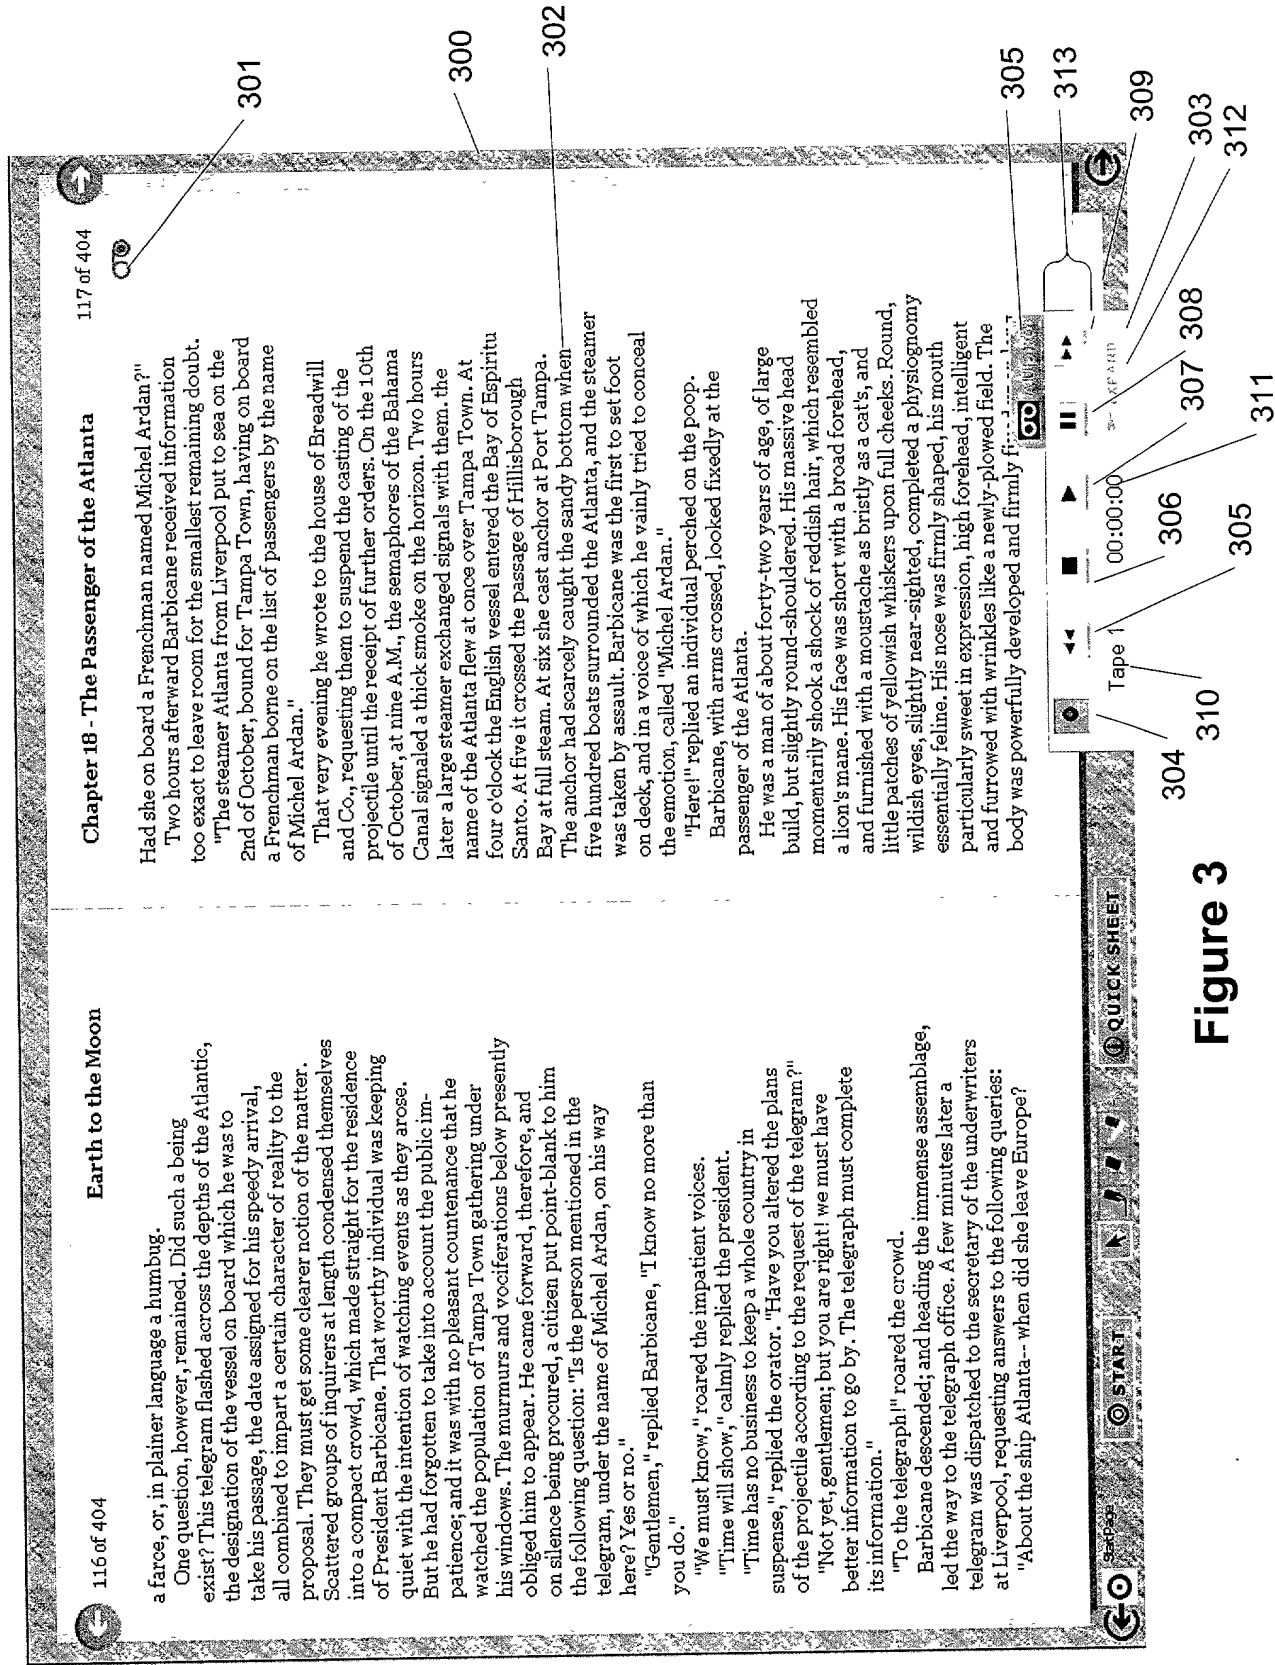 116 of 404
Earth to the Moon
a farce, or, in plainer language a humbug.
One question, however, remained. Did such a being
exist? This telegram flashed across the depths of the Atlantic,
the designation of the vessel on board which he was to
take his passage, the date assigned for his speedy arrival,
all combined to impart a certain character of reality to the
proposal. They must get some clearer notion of the matter.
Scattered groups of inquirers at length condensed themselves
into a compact crowd, which made straight for the residence
of President Barbicane. That worthy individual was keeping
quiet with the intention of watching events as they arose.
But he had forgotten to take into account the public im-
patience; and it was with no pleasant countenance that he
watched the population of Tampa Town gathering under
his windows. The murmurs and vociferations below presently
obliged him to appear. He came forward, therefore, and
on silence being procured, a citizen put point-blank to him
the following question: "Is the person mentioned in the
telegram, under the name of Michel Ardan, on his way
here? Yes or no."
"Gentlemen," replied Barbicane, "I know no more than
you do."
"We must know," roared the impatient voices.
"Time will show," calmly replied the president.
"Time has no business to keep a whole country in
suspense," replied the orator. "Have you altered the plans
of the projectile according to the request of the telegram?"
"Not yet, gentlemen; but you are right! we must have
better information to go by. The telegraph must complete
its information."
"To the telegraph!" roared the crowd.
Barbicane descended; and heading the immense assemblage,
led the way to the telegraph office. A few minutes later a
telegram was dispatched to the secretary of the underwriters
at Liverpool, requesting answers to the following queries:
"About the ship Atlanta-- when did she leave Europe?
Chapter 18 - The Passenger of the Atlanta
117 of 404
Had she on board a Frenchman named Michel Ardan?"
Two hours afterward Barbicane received information
too exact to leave room for the smallest remaining doubt.
"The steamer Atlanta from Liverpool put to sea on the
2nd of October, bound for Tampa Town, having on board
a Frenchman borne on the list of passengers by the name
of Michel Ardan."
That very evening he wrote to the house of Breadwill
and Co., requesting them to suspend the casting of the
projectile until the receipt of further orders. On the 10th
of October, at nine A.M., the semaphores of the Bahama
Canal signaled a thick smoke on the horizon. Two hours
later a large steamer exchanged signals with them. the
name of the Atlanta flew at once over Tampa Town. At
four o'clock the English vessel entered the Bay of Espiritu
Santo. At five it crossed the passage of Hillisborough
Bay at full steam. At six she cast anchor at Port Tampa.
The anchor had scarcely caught the sandy bottom when
five hundred boats surrounded the Atlanta, and the steamer
was taken by assault. Barbicane was the first to set foot
on deck, and in a voice of which he vainly tried to conceal
the emotion, called "Michel Ardan."
"Here!" replied an individual perched on the poop.
Barbicane, with arms crossed, looked fixedly at the
passenger of the Atlanta.
He was a man of about forty-two years of age, of large
build, but slightly round-shouldered. His massive head
momentarily shook a shock of reddish hair, which resembled
a lion's mane. His face was short with a broad forehead,
and furnished with a moustache as bristly as a cat's, and
little patches of yellowish whiskers upon full cheeks. Round,
wildish eyes, slightly near-sighted, completed a physiognomy
essentially feline. His nose was firmly shaped, his mouth
particularly sweet in expression, high forehead, intelligent
and furrowed with wrinkles like a newly-plowed field. The
body was powerfully developed and firmly
Tape 1
00:00:00
EXPAND
StartPage
START
QUICK SHEET
301
300
302
305
313
309
303
312
308
307
311
306
305
310
304
Figure 3